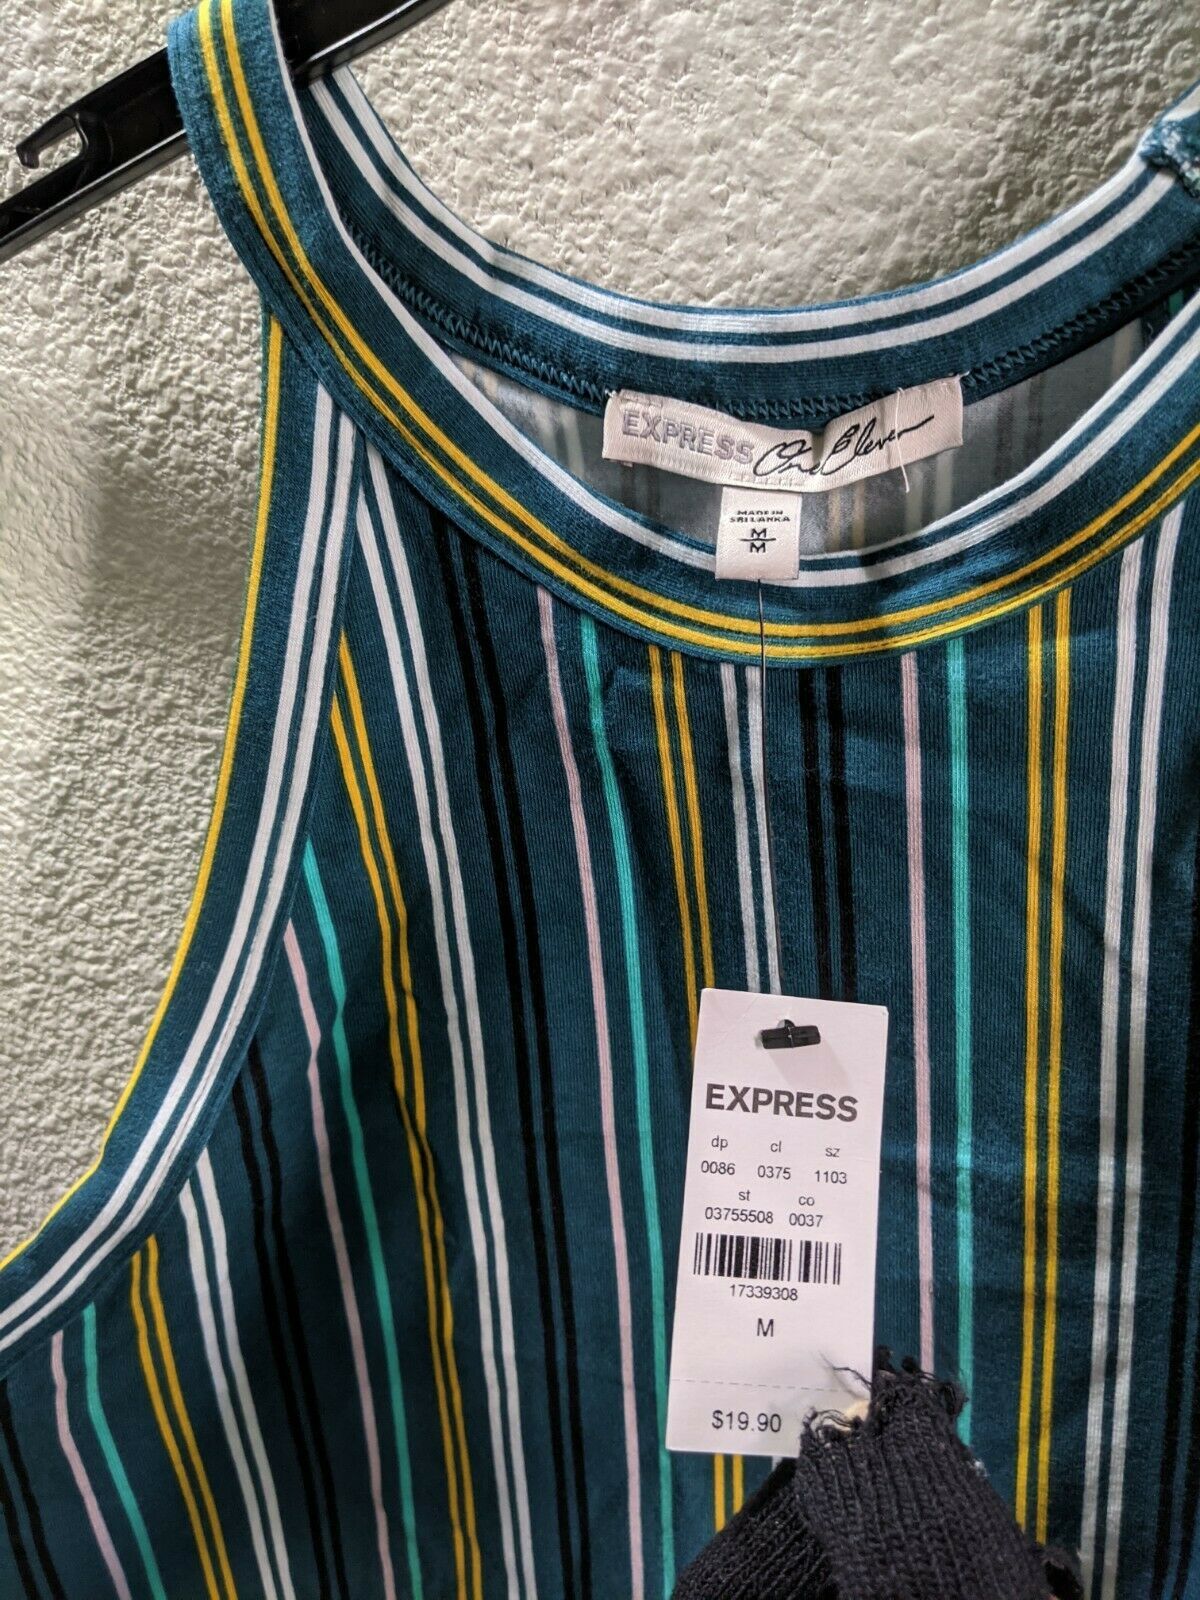 EXPRESS One Eleven
MADE IN
SRI LANKA
M
M
EXPRESS
dp cl sz
0086 0375 1103
st co
03755508 0037
17339308
M
$19.90